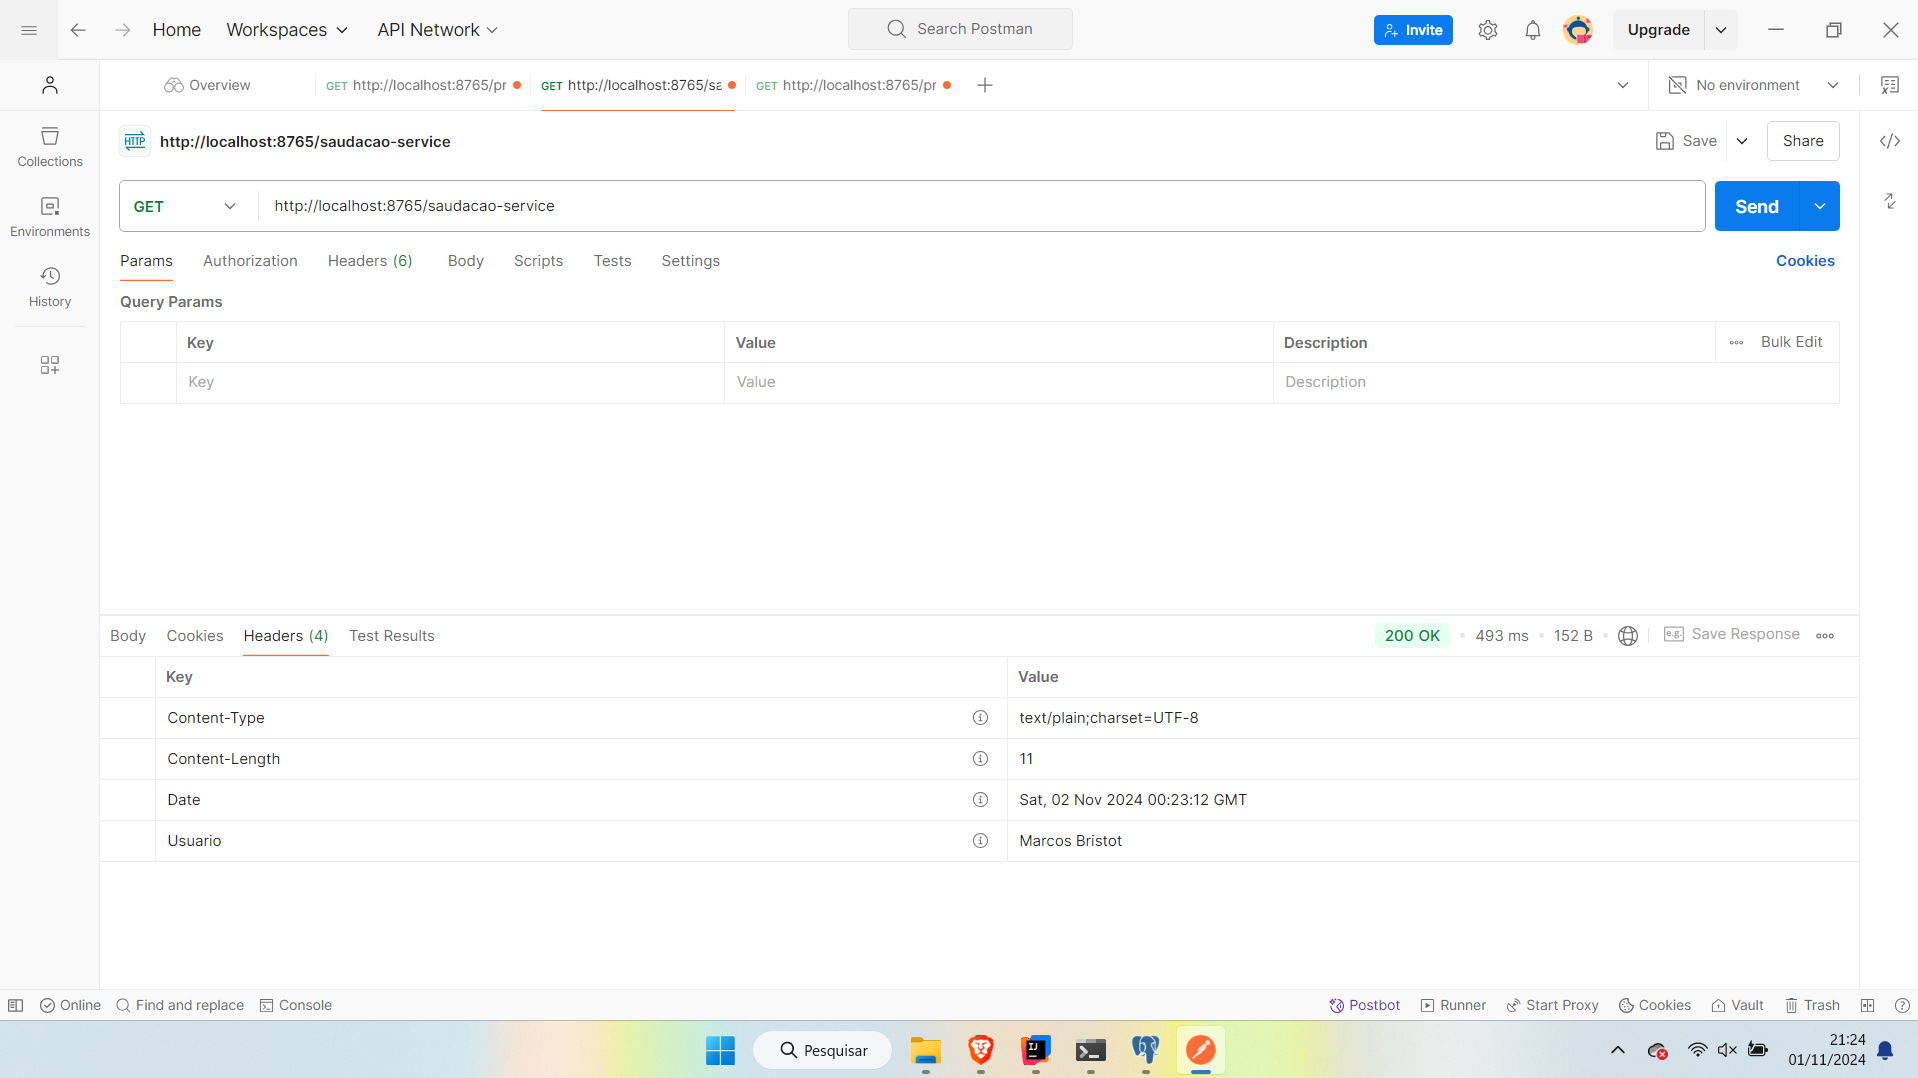 Home Workspaces API Network Search Postman Invite Upgrade
Overview GET http://localhost:8765/pr GET http://localhost:8765/sa GET http://localhost:8765/pr No environment
HTTP http://localhost:8765/saudacao-service Save Share
Collections
GET http://localhost:8765/saudacao-service Send
Environments
Params Authorization Headers (6) Body Scripts Tests Settings Cookies
History
Query Params
Key Value Description Bulk Edit
Key Value Description
Body Cookies Headers (4) Test Results 200 OK 493 ms 152 B e.g. Save Response
Key Value
Content-Type text/plain;charset=UTF-8
Content-Length 11
Date Sat, 02 Nov 2024 00:23:12 GMT
Usuario Marcos Bristot
Online Find and replace Console Postbot Runner Start Proxy Cookies Vault Trash
Pesquisar IJ 21:24
01/11/2024